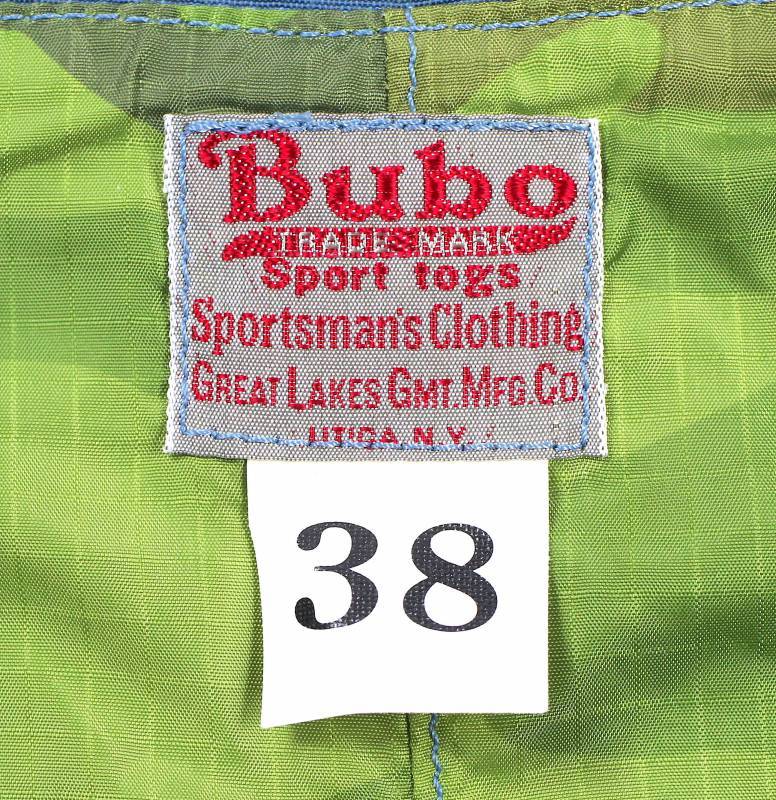 Bubo
TRADE MARK
Sport togs
Sportsman's Clothing
GREAT LAKES GMT. MFG. CO.
UTICA, N.Y.
38